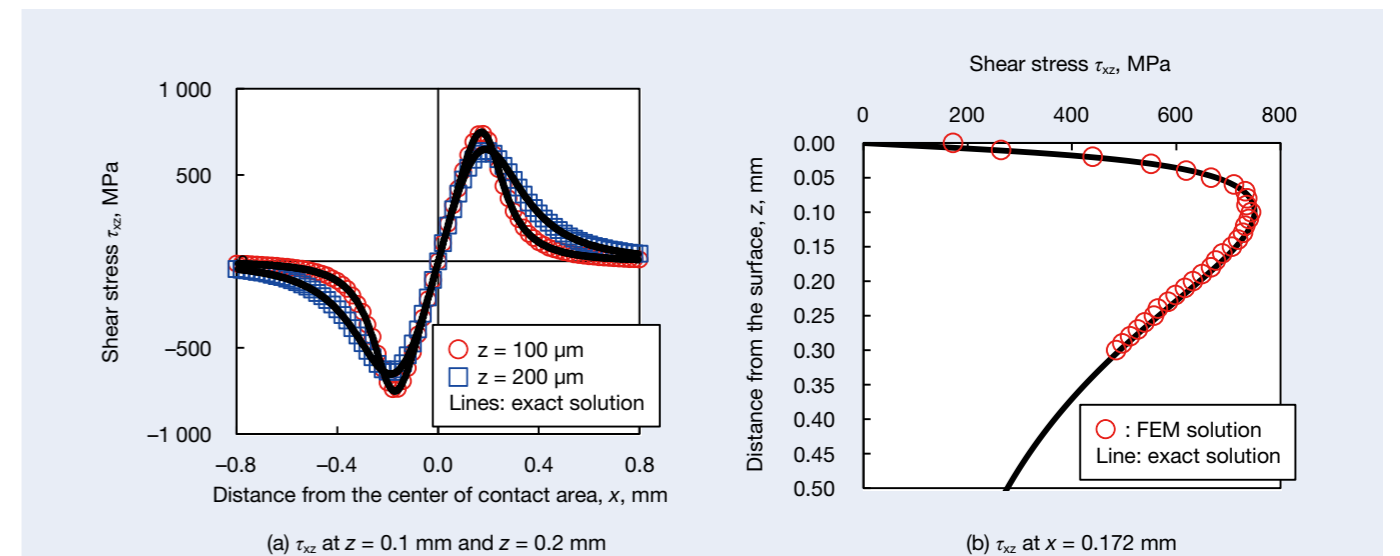 1 000
500
−500
−1 000
Shear stress τxz, MPa
−0.8
−0.4
0.0
0.4
0.8
Distance from the center of contact area, x, mm
z = 100 µm
z = 200 µm
Lines: exact solution
(a) τxz at z = 0.1 mm and z = 0.2 mm
Shear stress τxz, MPa
0
200
400
600
800
0.00
0.05
0.10
0.15
0.20
0.25
0.30
0.35
0.40
0.45
0.50
Distance from the surface, z, mm
: FEM solution
Line: exact solution
(b) τxz at x = 0.172 mm